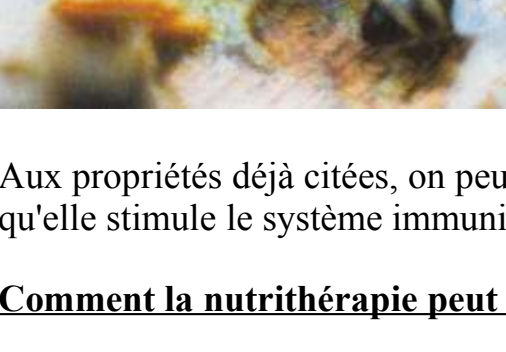 Aux propriétés déjà citées, on peu
qu'elle stimule le système immuni
Comment la nutrithérapie peut